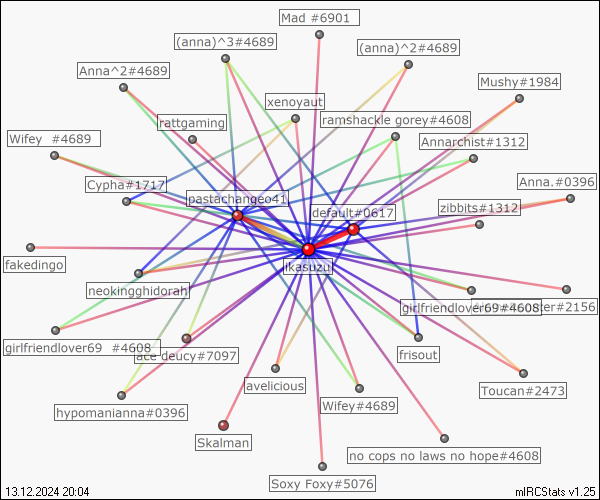 Mad #6901
(anna)^3#4689
(anna)^2#4689
Anna^2#4689
Mushy#1984
xenoyaut
rattgaming
ramshackle gorey#4608
Wifey  #4689
Annarchist#1312
Cypha#1717
Anna.#0396
pastachangeo41
default#0617
zibbits#1312
fakedingo
ikasuzu
neokingghidorah
girlfriendlover69#4608
#2156
girlfriendlover69  #4608
ace deucy#7097
frisout
avelicious
Toucan#2473
hypomanianna#0396
Wifey#4689
Skalman
no cops no laws no hope#4608
Soxy Foxy#5076
13.12.2024 20:04
mIRCStats v1.25